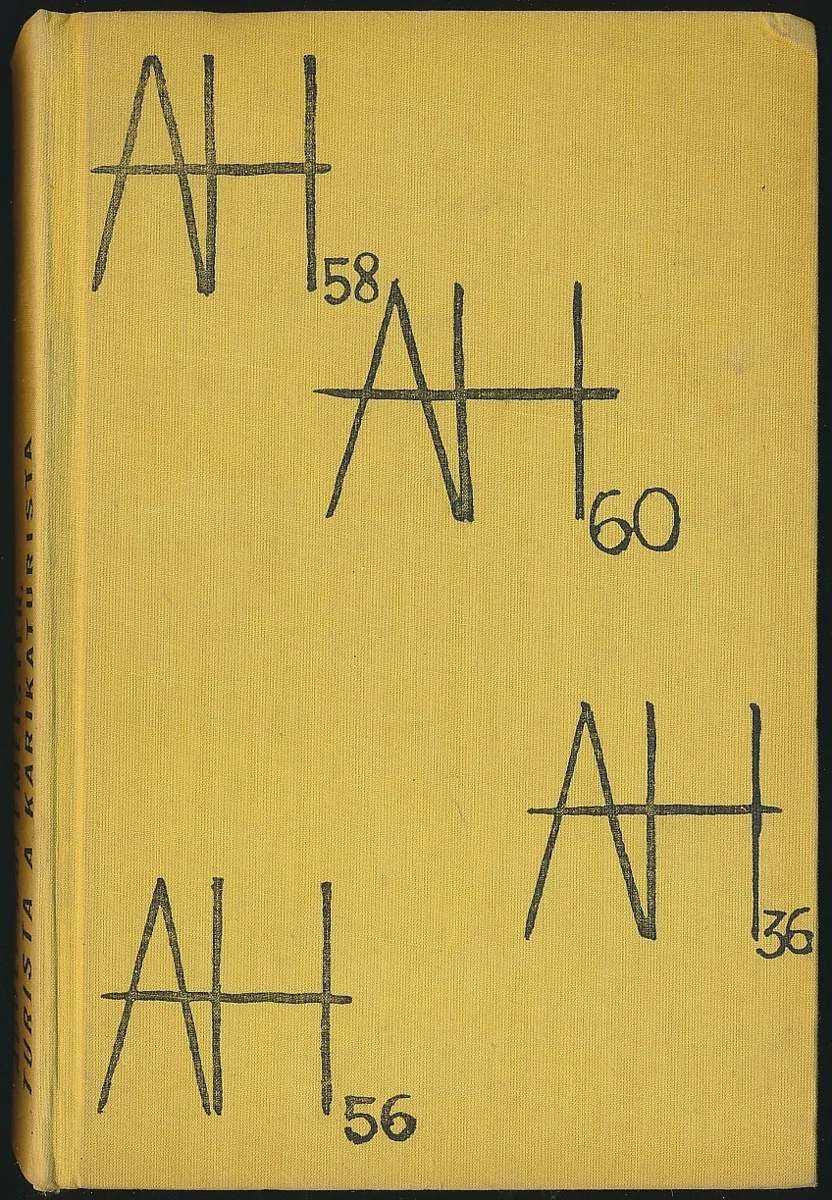 AH 58
AH 60
AH 36
AH 56
TURISTA A KARIKATURISTA